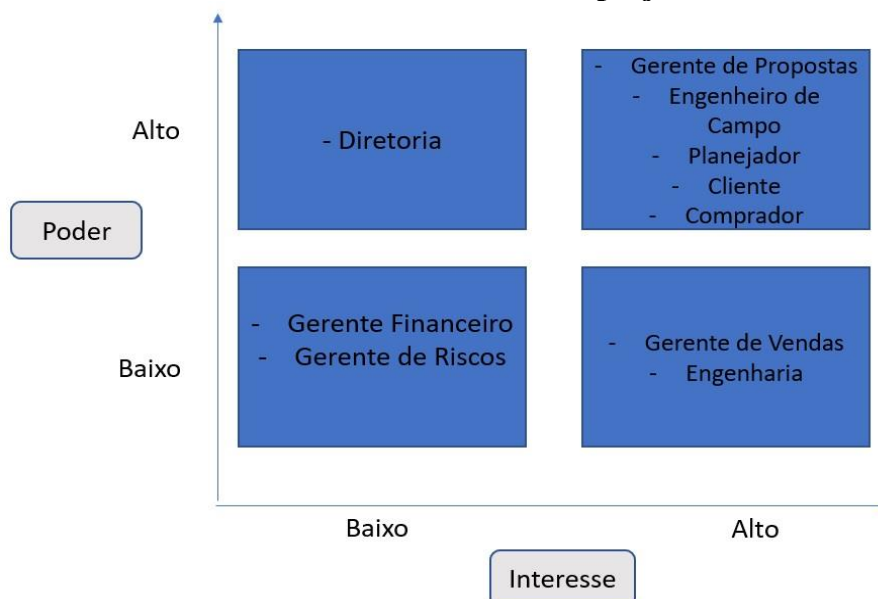 Alto
Poder
Baixo
- Diretoria
- Gerente de Propostas
- Engenheiro de
Campo
- Planejador
- Cliente
- Comprador
- Gerente Financeiro
- Gerente de Riscos
- Gerente de Vendas
- Engenharia
Baixo
Alto
Interesse